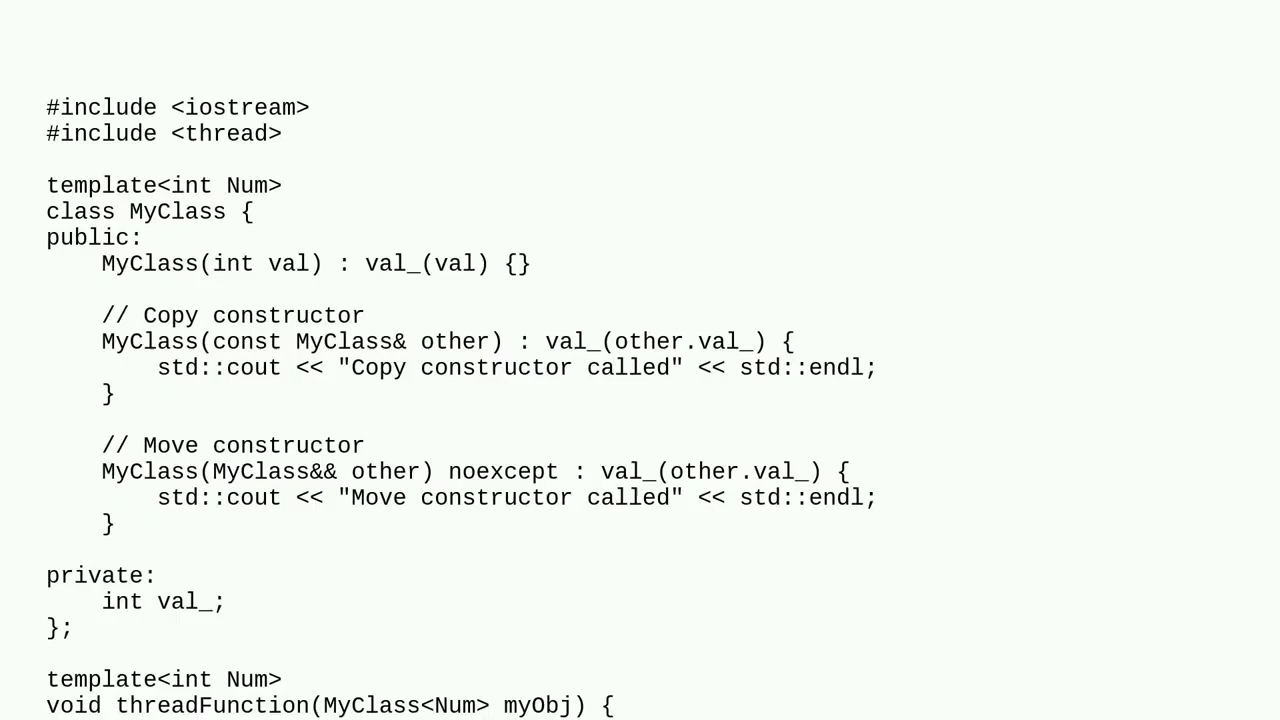 #include <iostream>
#include <thread>
template<int Num>
class MyClass {
public:
    MyClass(int val) : val_(val) {}
    // Copy constructor
    MyClass(const MyClass& other) : val_(other.val_) {
        std::cout << "Copy constructor called" << std::endl;
    }
    // Move constructor
    MyClass(MyClass&& other) noexcept : val_(other.val_) {
        std::cout << "Move constructor called" << std::endl;
    }
private:
    int val_;
};
template<int Num>
void threadFunction(MyClass<Num> myObj) {